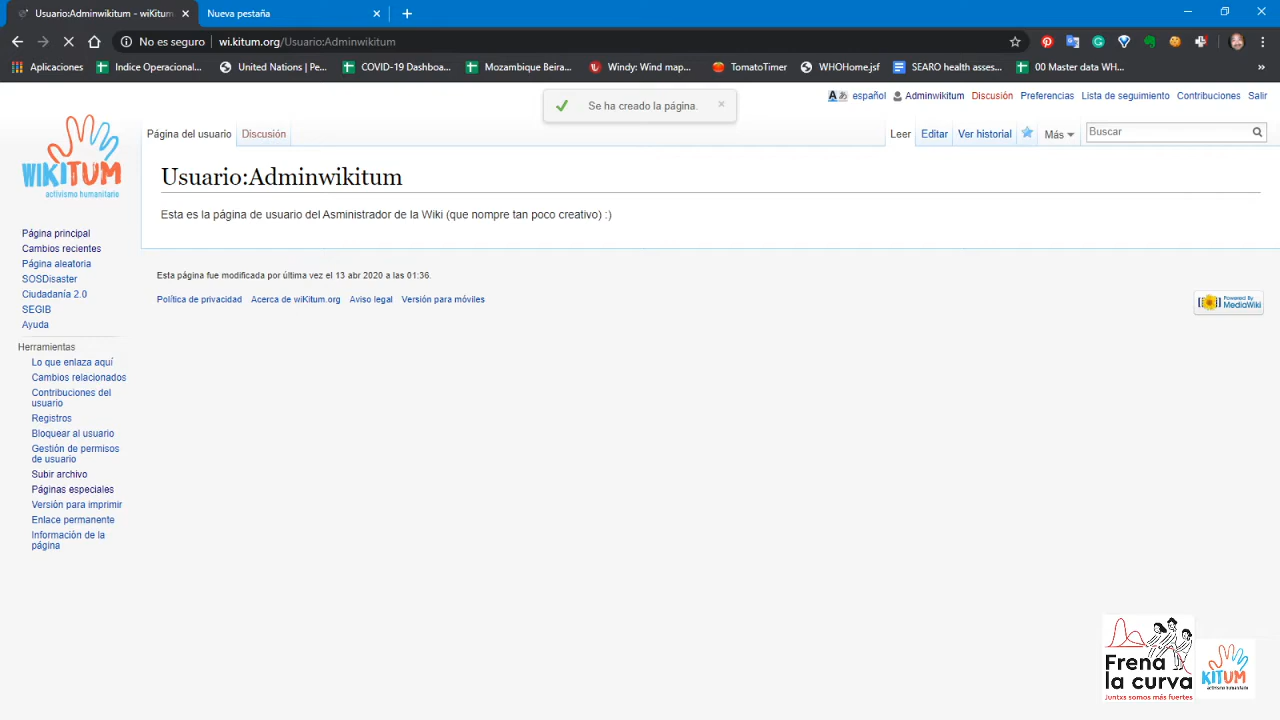 Usuario:Adminwikitum - wiKitum
Nueva pestaña
No es seguro
wi.kitum.org/Usuario:Adminwikitum
Aplicaciones
Indice Operacional...
United Nations | Pe...
COVID-19 Dashboa...
Mozambique Beira...
Windy: Wind map...
TomatoTimer
WHOHome.jsf
SEARO health asses...
00 Master data WH...
»
Se ha creado la página.
español
Adminwikitum
Discusión
Preferencias
Lista de seguimiento
Contribuciones
Salir
WIKITUM
activismo humanitario
Página del usuario
Discusión
Leer
Editar
Ver historial
Más
Buscar
Usuario:Adminwikitum
Esta es la página de usuario del Asministrador de la Wiki (que nompre tan poco creativo) :)
Página principal
Cambios recientes
Página aleatoria
SOSDisaster
Ciudadanía 2.0
SEGIB
Ayuda
Herramientas
Lo que enlaza aquí
Cambios relacionados
Contribuciones del
usuario
Registros
Bloquear al usuario
Gestión de permisos
de usuario
Subir archivo
Páginas especiales
Versión para imprimir
Enlace permanente
Información de la
página
Esta página fue modificada por última vez el 13 abr 2020 a las 01:36.
Política de privacidad
Acerca de wiKitum.org
Aviso legal
Versión para móviles
Powered By
MediaWiki
Frena
la curva
Juntxs somos más fuertes
KITUM
activismo humanitario